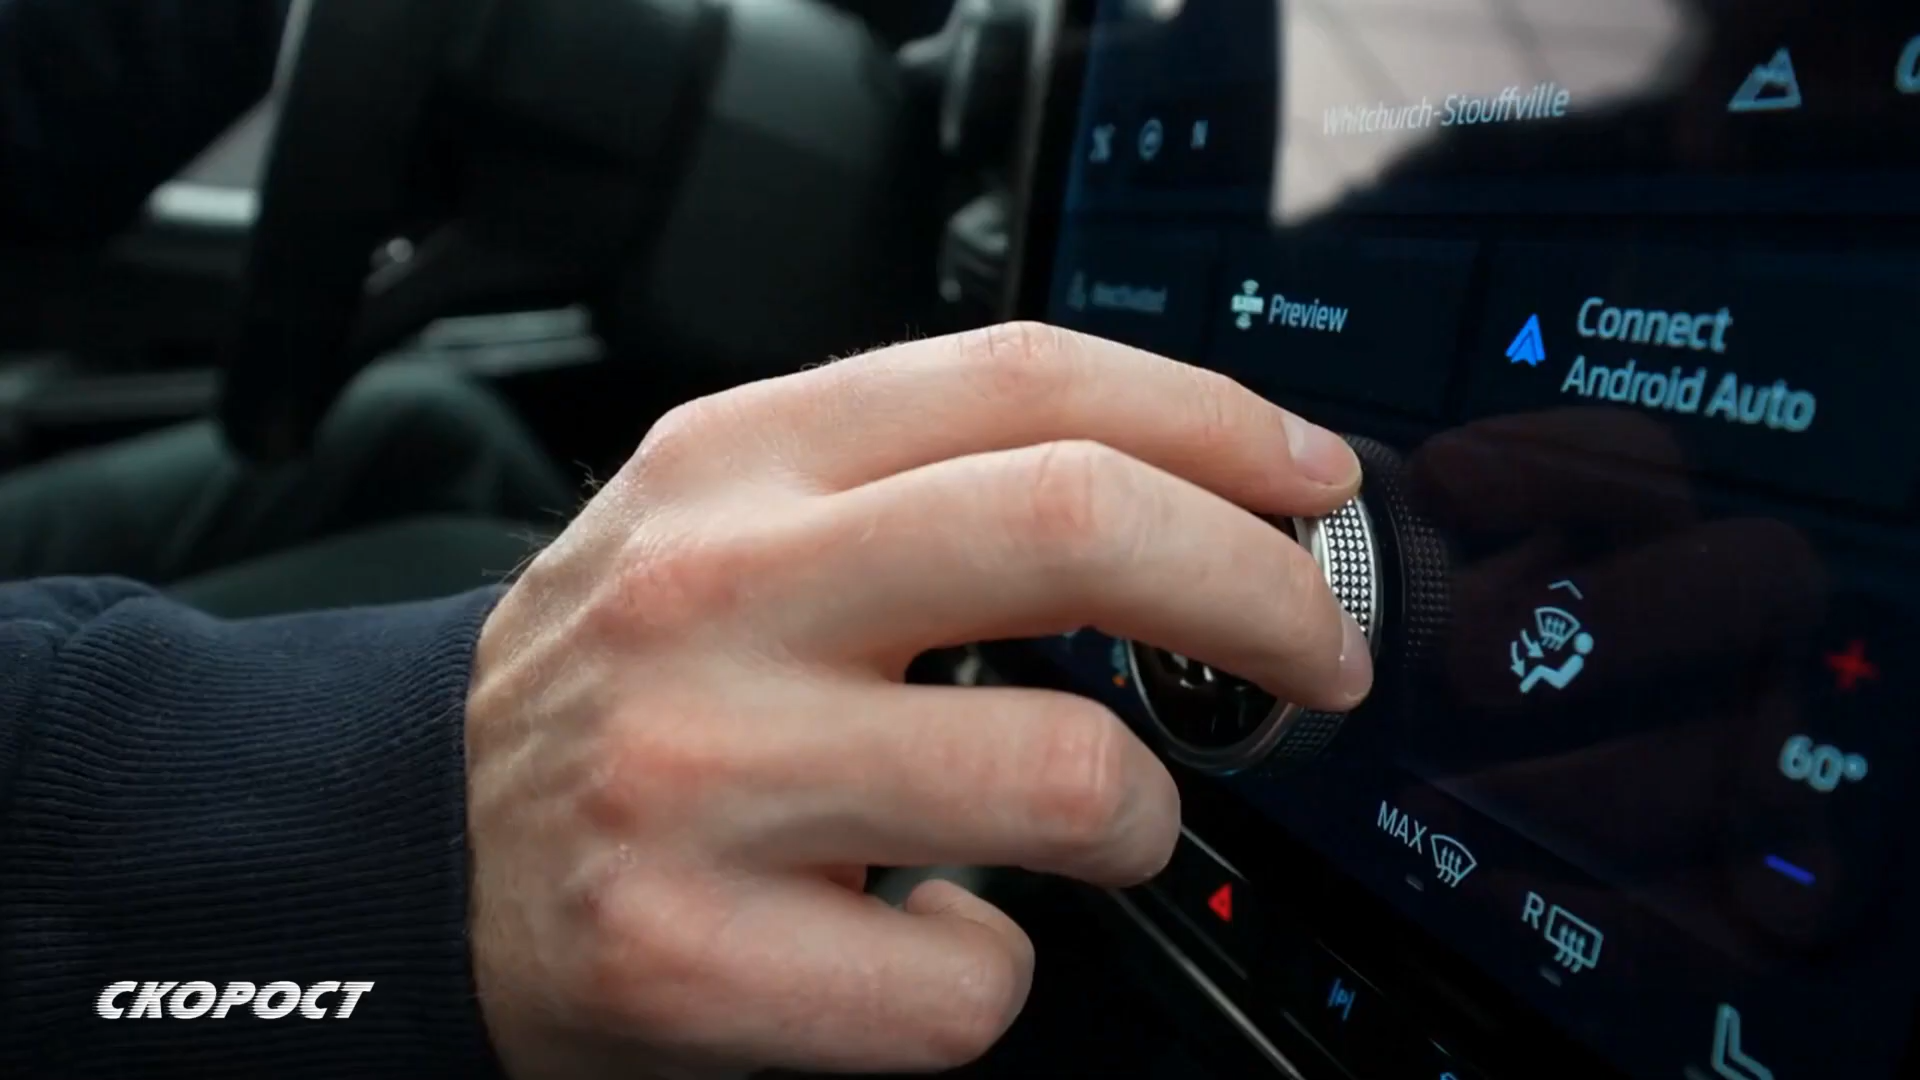 Whitchurch-Stouffville
N
Preview
Connect
Android Auto
60°
MAX
R
СКОРОСТ